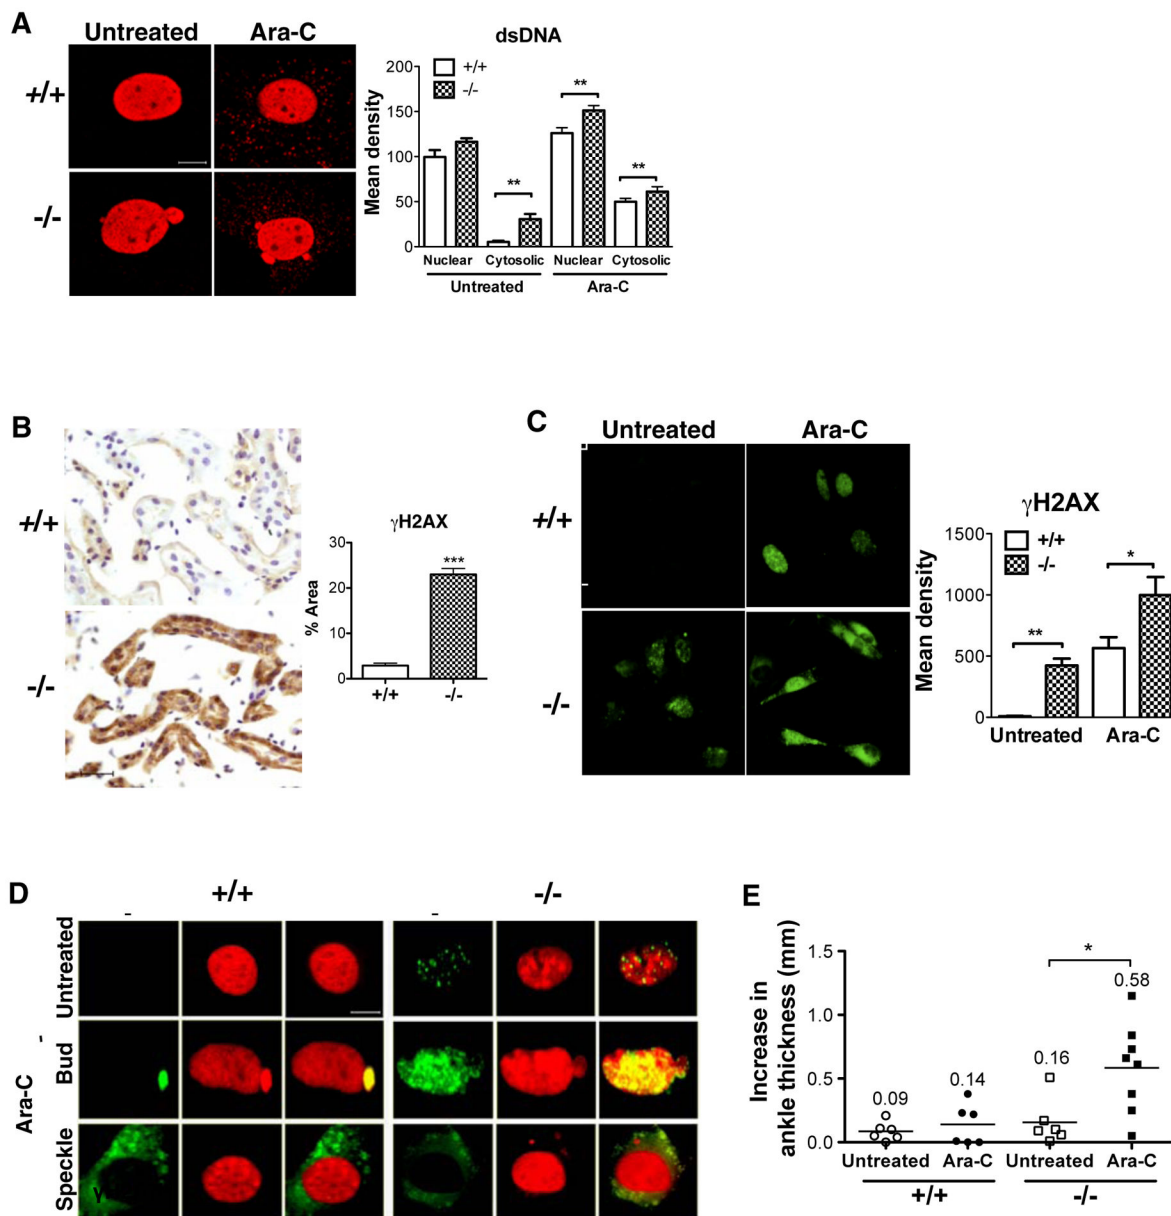 A
Untreated
Ara-C
+/+
-/-
dsDNA
Mean density
200
150
100
50
0
+/+
-/-
**
**
**
Nuclear
Cytosolic
Nuclear
Cytosolic
Untreated
Ara-C
B
+/+
-/-
γH2AX
% Area
30
20
10
0
***
+/+
-/-
C
Untreated
Ara-C
+/+
-/-
γH2AX
Mean density
1500
1000
500
0
+/+
-/-
**
*
Untreated
Ara-C
D
+/+
-/-
-
-
Untreated
Ara-C
-
Bud
Speckle
γ
E
Increase in
ankle thickness (mm)
1.5
1.0
0.5
0.0
0.09
0.14
0.16
0.58
*
Untreated
Ara-C
Untreated
Ara-C
+/+
-/-